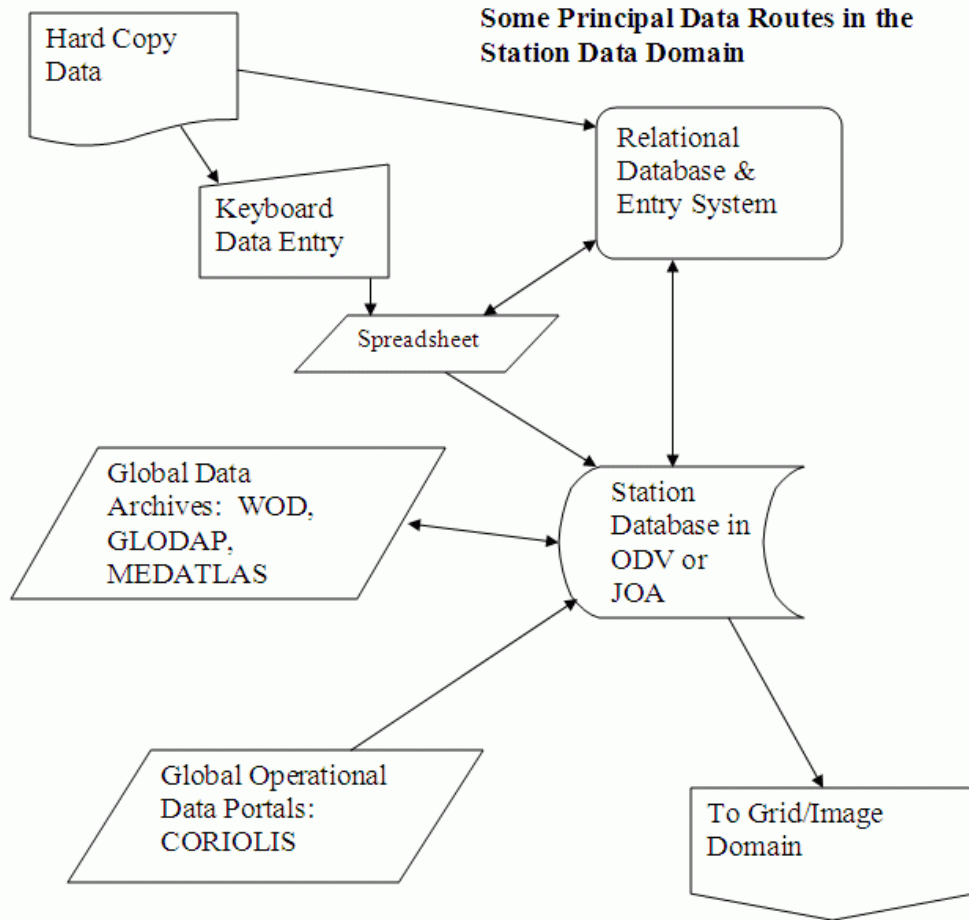 Some Principal Data Routes in the
Station Data Domain
Hard Copy
Data
Relational
Database &
Entry System
Keyboard
Data Entry
Spreadsheet
Global Data
Archives: WOD,
GLODAP,
MEDATLAS
Station
Database in
ODV or
JOA
Global Operational
Data Portals:
CORIOLIS
To Grid/Image
Domain